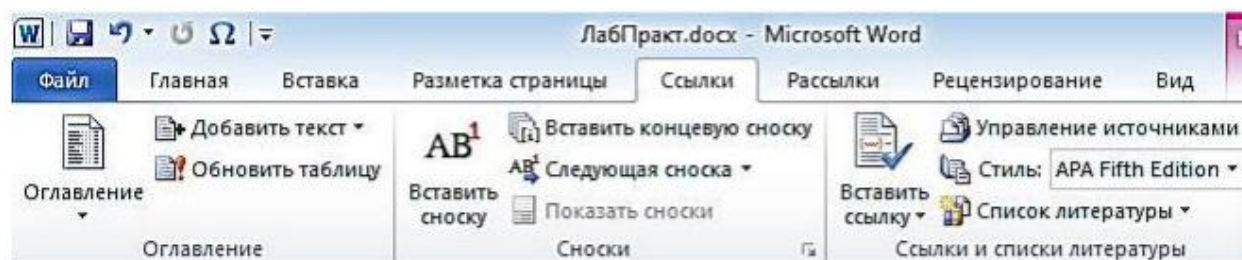 W Ω
ЛабПракт.docx - Microsoft Word
Файл Главная Вставка Разметка страницы Ссылки Рассылки Рецензирование Вид
Оглавление
Добавить текст
Обновить таблицу
Оглавление
AB1
Вставить сноску
Вставить концевую сноску
AB1 Следующая сноска
Показать сноски
Сноски
Вставить ссылку
Управление источниками
Стиль: APA Fifth Edition
Список литературы
Ссылки и списки литературы